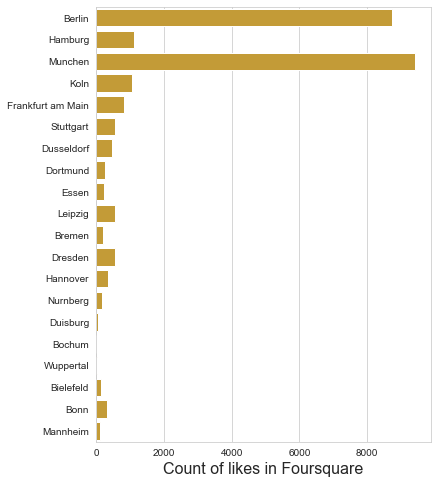 Berlin
Hamburg
Munchen
Koln
Frankfurt am Main
Stuttgart
Dusseldorf
Dortmund
Essen
Leipzig
Bremen
Dresden
Hannover
Nurnberg
Duisburg
Bochum
Wuppertal
Bielefeld
Bonn
Mannheim
0 2000 4000 6000 8000
Count of likes in Foursquare